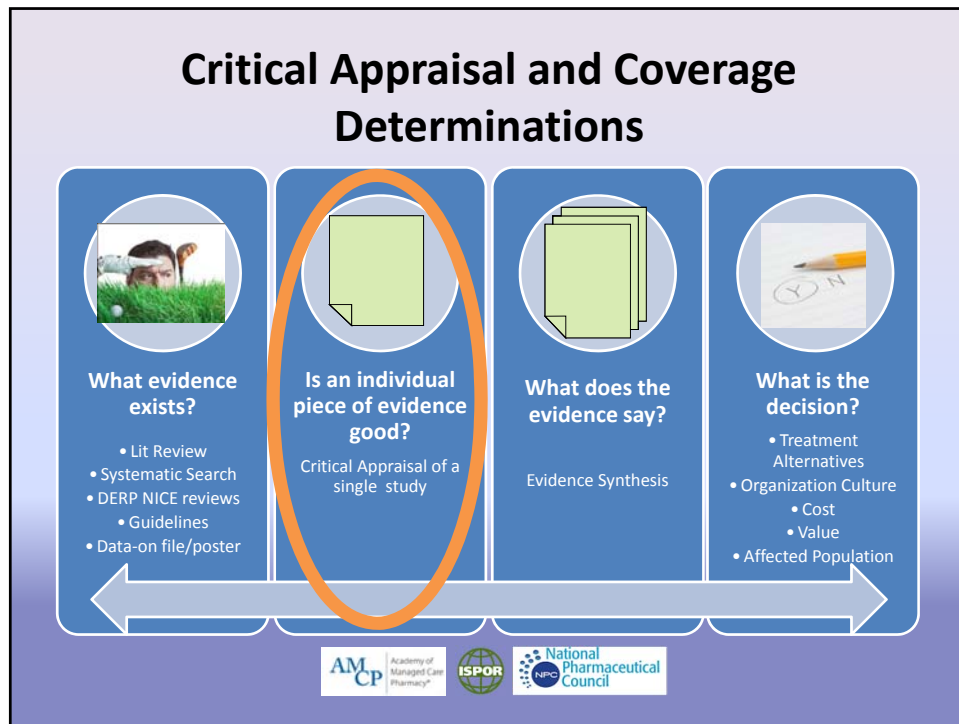 Critical Appraisal and Coverage
Determinations
What evidence
exists?
• Lit Review
• Systematic Search
• DERP NICE reviews
• Guidelines
• Data-on file/poster
Is an individual
piece of evidence
good?
Critical Appraisal of a
single study
What does the
evidence say?
Evidence Synthesis
What is the
decision?
• Treatment
Alternatives
• Organization Culture
• Cost
• Value
• Affected Population
Y N
AMCP
Academy of
Managed Care
Pharmacy®
ISPOR
NPC
National
Pharmaceutical
Council